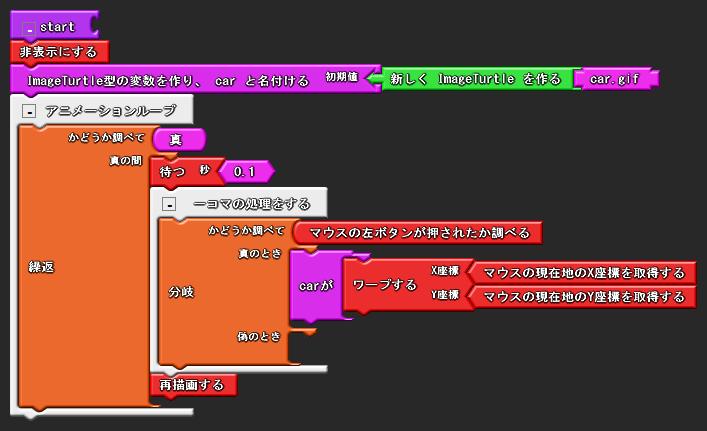 - start
非表示にする
ImageTurtle型の変数を作り、 car と名付ける 初期値 新しく ImageTurtle を作る car.gif
- アニメーションループ
かどうか調べて 真
真の間
待つ 秒 0.1
- 一コマの処理をする
かどうか調べて マウスの左ボタンが押されたか調べる
真のとき
X座標 マウスの現在地のX座標を取得する
carが ワープする
Y座標 マウスの現在地のY座標を取得する
繰返
分岐
偽のとき
再描画する